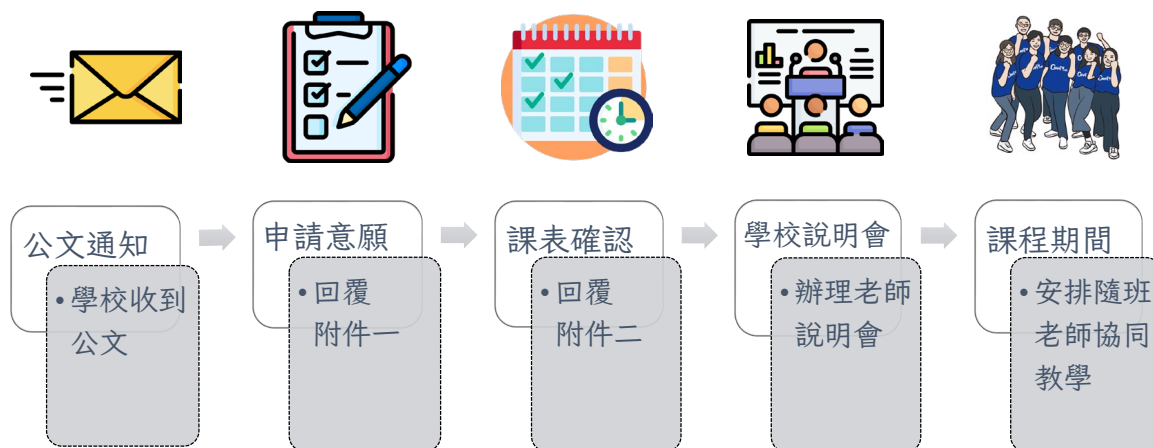 公文通知
•學校收到
公文
申請意願
•回覆
附件一
課表確認
•回覆
附件二
學校說明會
•辦理老師
說明會
課程期間
•安排隨班
老師協同
教學